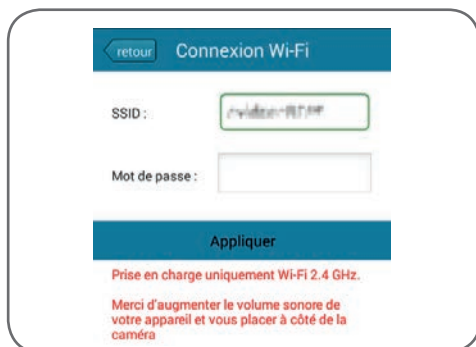 retour Connexion Wi-Fi
SSID :
Mot de passe :
Appliquer
Prise en charge uniquement Wi-Fi 2.4 GHz.
Merci d'augmenter le volume sonore de
votre appareil et vous placer à côté de la
caméra